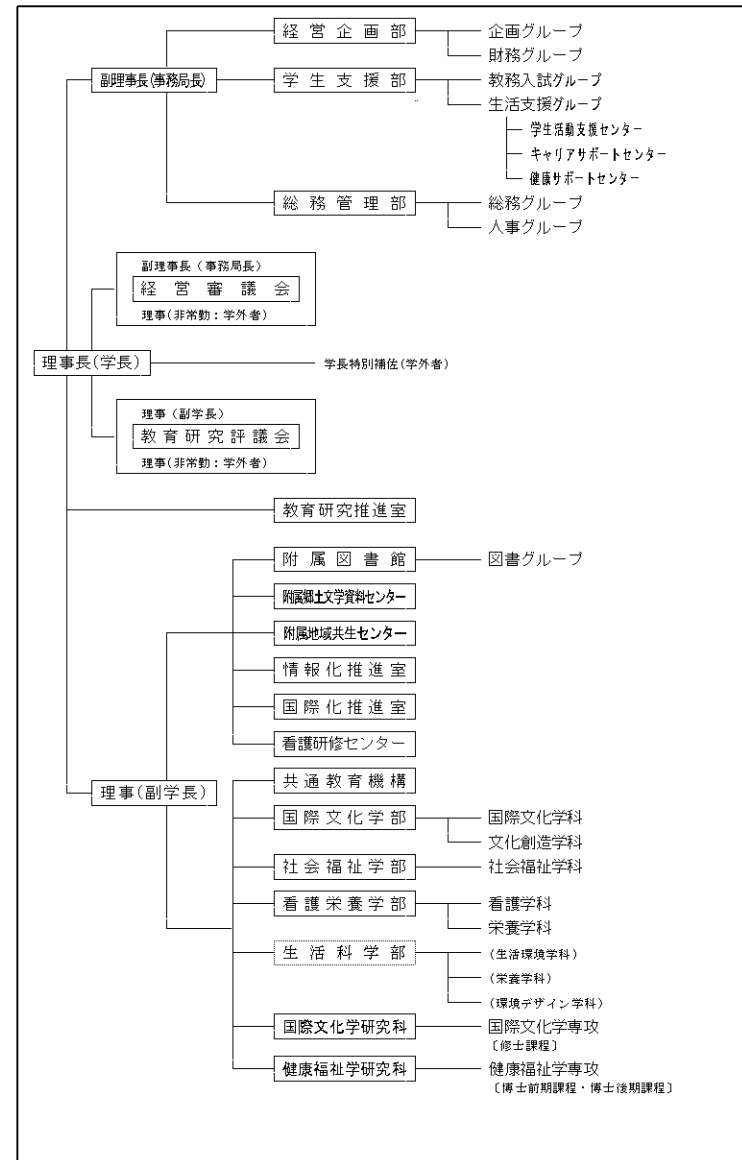 経営企画部
企画グループ
財務グループ
副理事長(事務局長)
学生支援部
教務入試グループ
生活支援グループ
学生活動支援センター
キャリアサポートセンター
健康サポートセンター
総務管理部
総務グループ
人事グループ
副理事長(事務局長)
経営審議会
理事(非常勤:学外者)
理事長(学長)
学長特別補佐(学外者)
理事(副学長)
教育研究評議会
理事(非常勤:学外者)
教育研究推進室
附属図書館
図書グループ
附属郷土文学資料センター
附属地域共生センター
情報化推進室
国際化推進室
看護研修センター
理事(副学長)
共通教育機構
国際文化学部
国際文化学科
文化創造学科
社会福祉学部
社会福祉学科
看護栄養学部
看護学科
栄養学科
生活科学部
(生活環境学科)
(栄養学科)
(環境デザイン学科)
国際文化学研究科
国際文化学専攻
〔修士課程〕
健康福祉学研究科
健康福祉学専攻
〔博士前期課程・博士後期課程〕